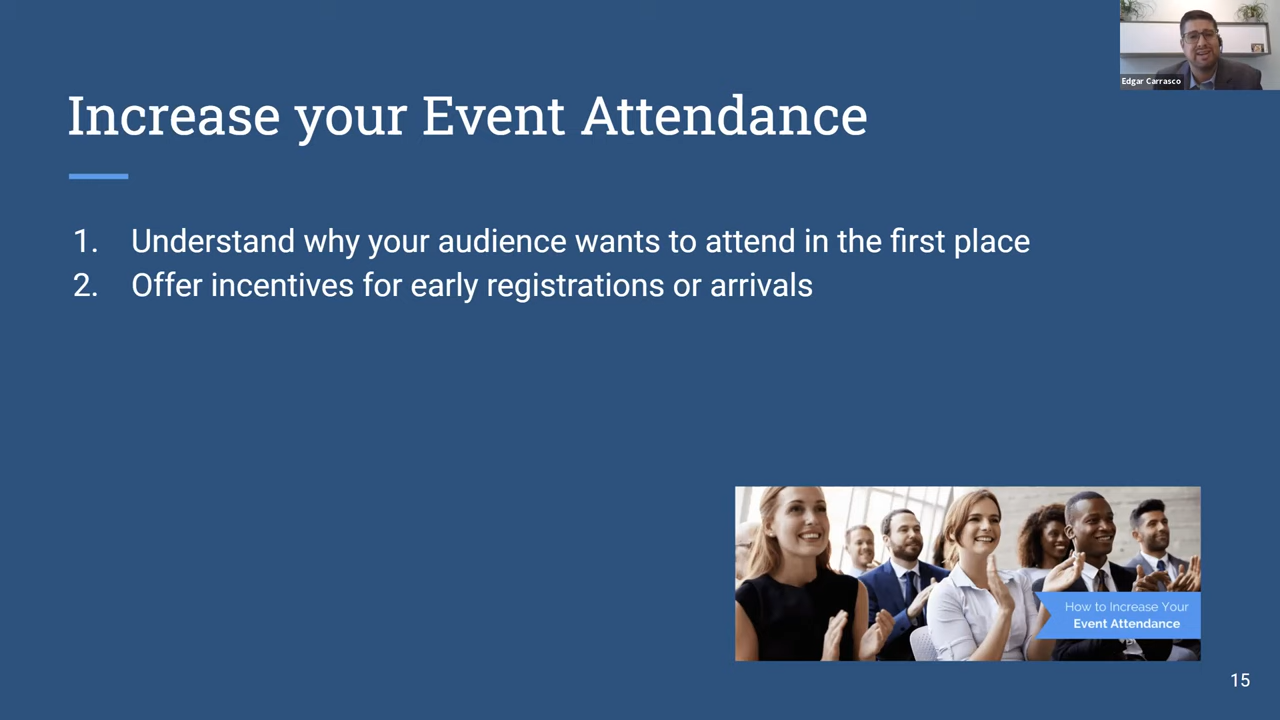 Edgar Carrasco
Increase your Event Attendance
1. Understand why your audience wants to attend in the first place
2. Offer incentives for early registrations or arrivals
How to Increase Your
Event Attendance
15